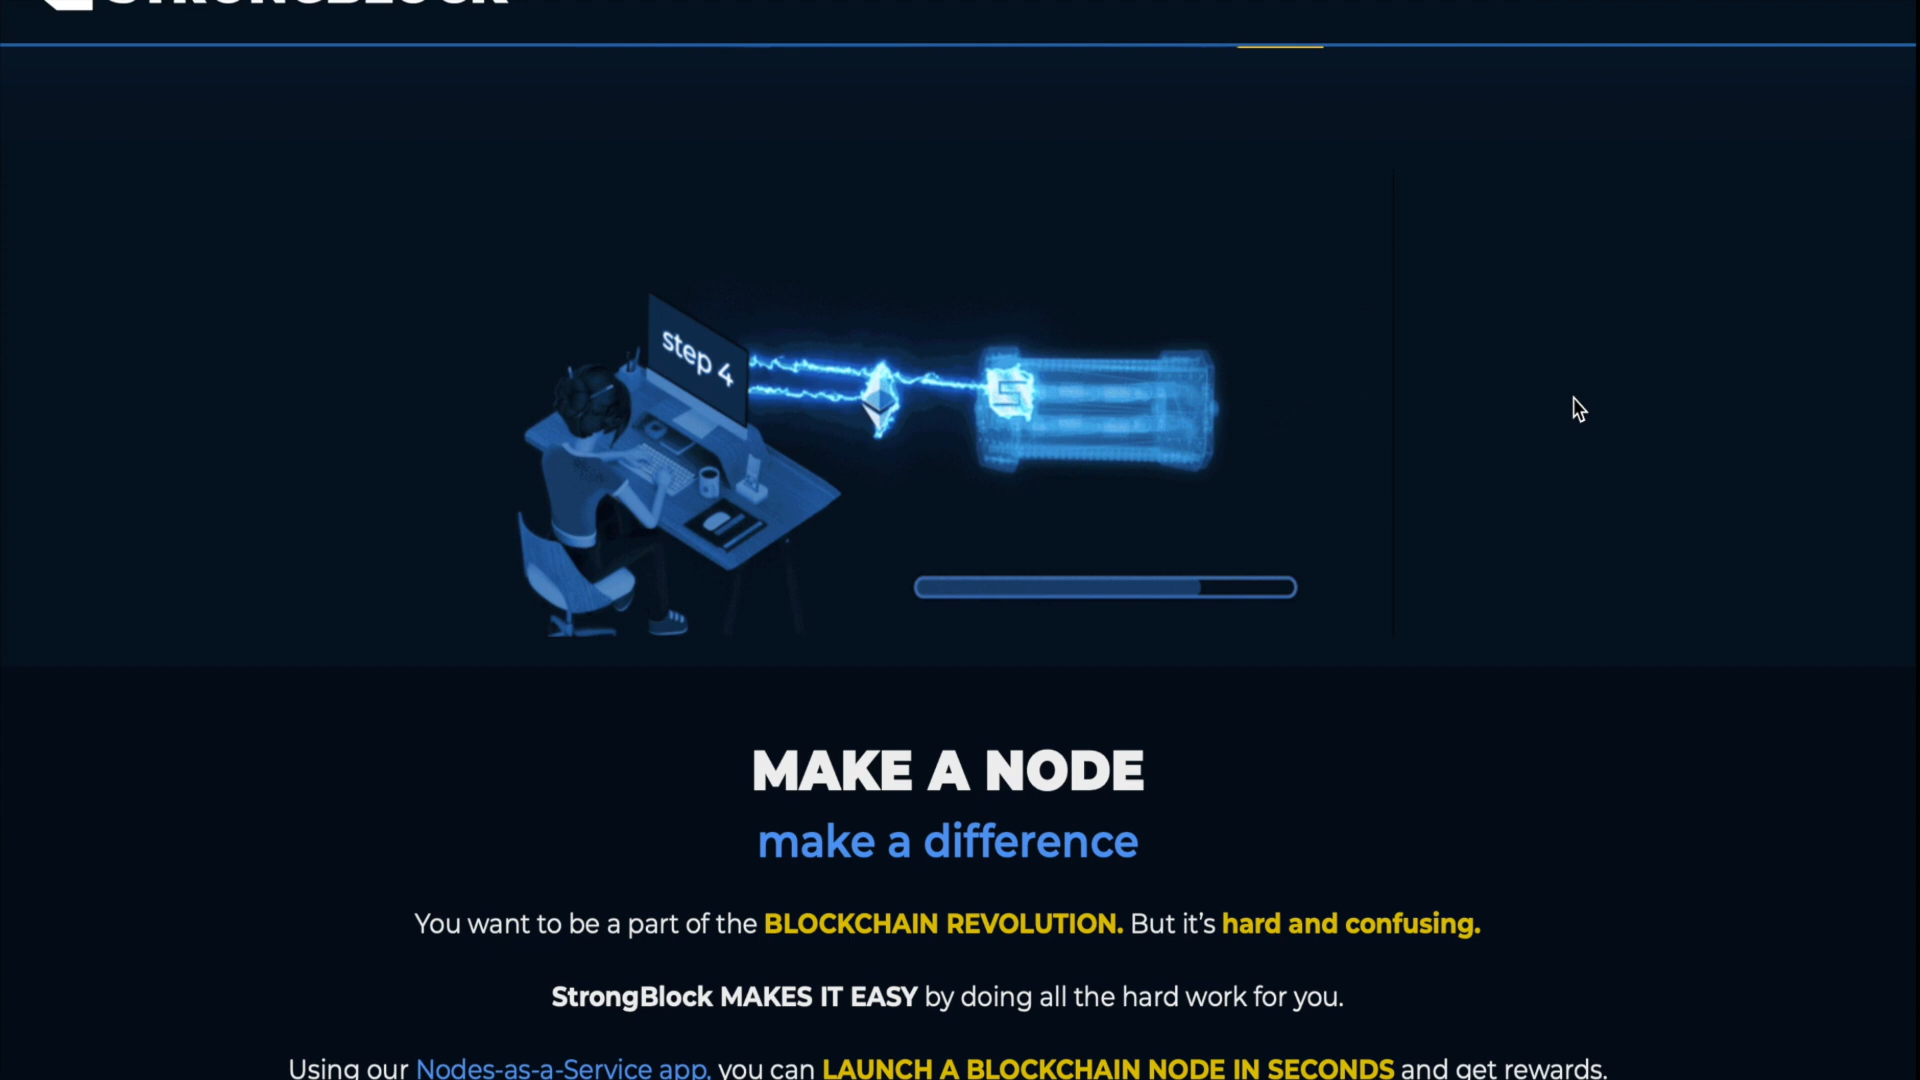 STRONGBLOCK
step 4
MAKE A NODE
make a difference
You want to be a part of the BLOCKCHAIN REVOLUTION. But it's hard and confusing.
StrongBlock MAKES IT EASY by doing all the hard work for you.
Using our Nodes-as-a-Service app, you can LAUNCH A BLOCKCHAIN NODE IN SECONDS and get rewards.